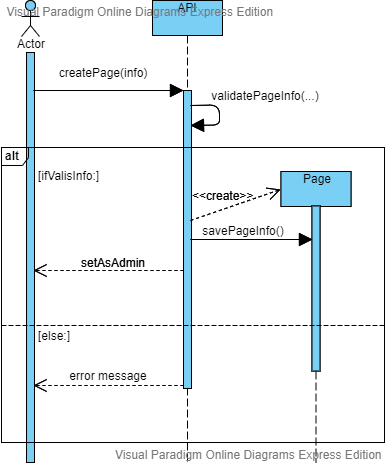 Visual Paradigm Online Diagrams Express Edition
API
Actor
createPage(info)
validatePageInfo(...)
alt
[ifValisInfo:]
Page
<<create>>
savePageInfo()
setAsAdmin
[else:]
error message
Visual Paradigm Online Diagrams Express Edition